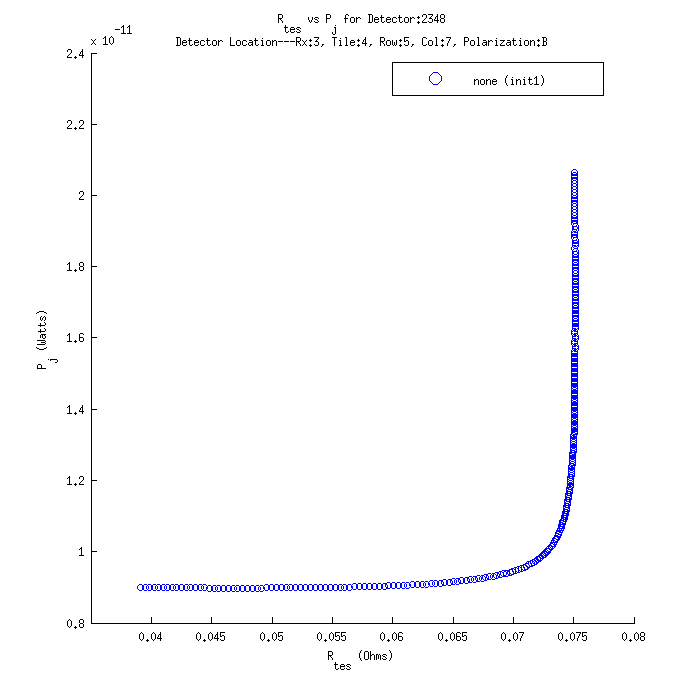 R_tes vs P_j for Detector:2348
Detector Location---Rx:3, Tile:4, Row:5, Col:7, Polarization:B
x 10^-11
none (init1)
2.4
2.2
2
1.8
1.6
1.4
1.2
1
0.8
P_j (Watts)
0.04 0.045 0.05 0.055 0.06 0.065 0.07 0.075 0.08
R_tes (Ohms)